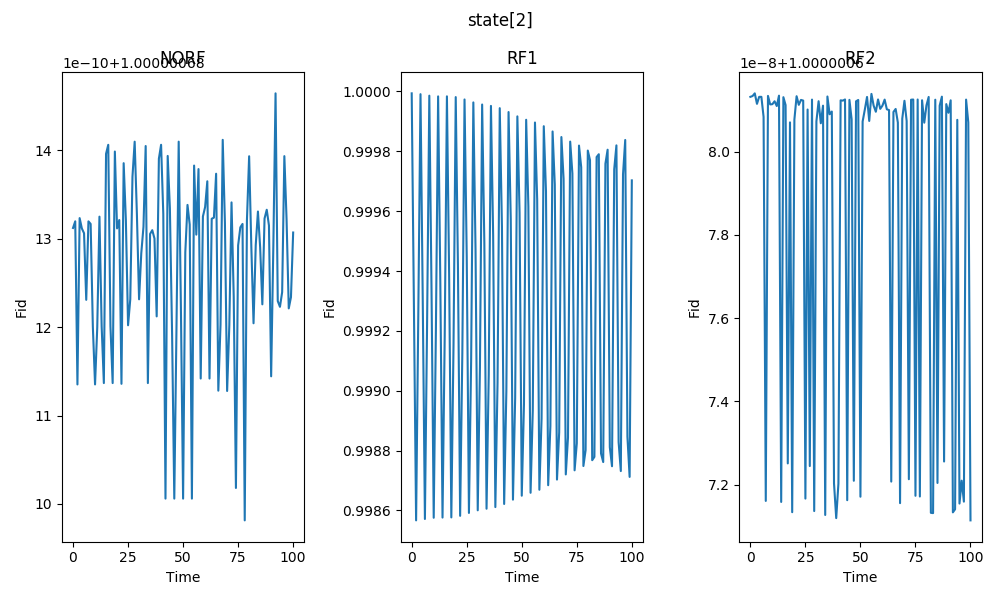 state[2]
NORF
1e−10+1.00000068
14
13
12
11
10
Fid
0
25
50
75
100
Time
RF1
1.0000
0.9998
0.9996
0.9994
0.9992
0.9990
0.9988
0.9986
Fid
0
25
50
75
100
Time
RF2
1e−8+1.0000006
8.0
7.8
7.6
7.4
7.2
Fid
0
25
50
75
100
Time